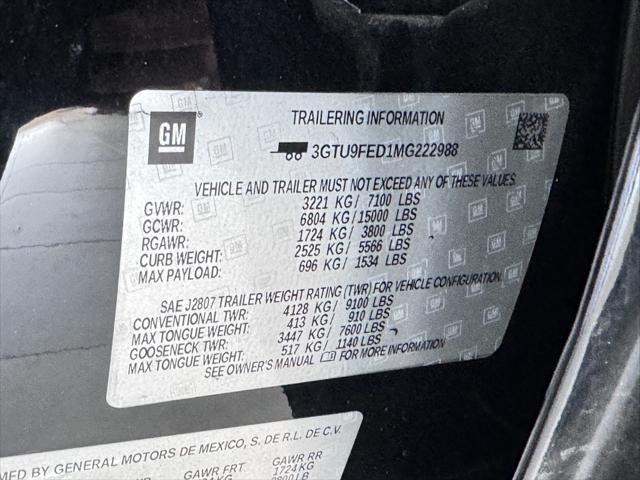 GM
TRAILERING INFORMATION
3GTU9FED1MG222988
VEHICLE AND TRAILER MUST NOT EXCEED ANY OF THESE VALUES.
GVWR: 3221 KG/ 7100 LBS
GCWR: 6804 KG/ 15000 LBS
RGAWR: 1724 KG/ 3800 LBS
CURB WEIGHT: 2525 KG/ 5566 LBS
MAX PAYLOAD: 696 KG/ 1534 LBS
SAE J2807 TRAILER WEIGHT RATING (TWR) FOR VEHICLE CONFIGURATION.
CONVENTIONAL TWR: 4128 KG/ 9100 LBS
MAX TONGUE WEIGHT: 413 KG/ 910 LBS
GOOSENECK TWR: 3447 KG/ 7600 LBS
MAX TONGUE WEIGHT: 517 KG/ 1140 LBS
SEE OWNER'S MANUAL FOR MORE INFORMATION
MFD BY GENERAL MOTORS DE MEXICO, S. DE R.L. DE C.V.
GAWR FRT GAWR RR
1724 KG